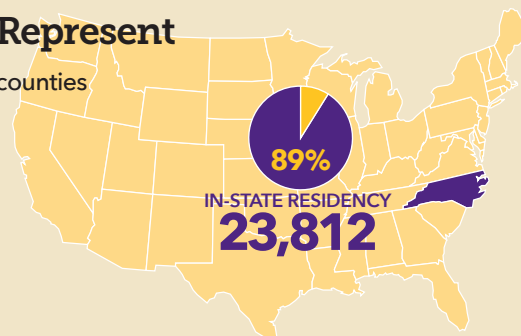 Represent
counties
89%
IN-STATE RESIDENCY
23,812